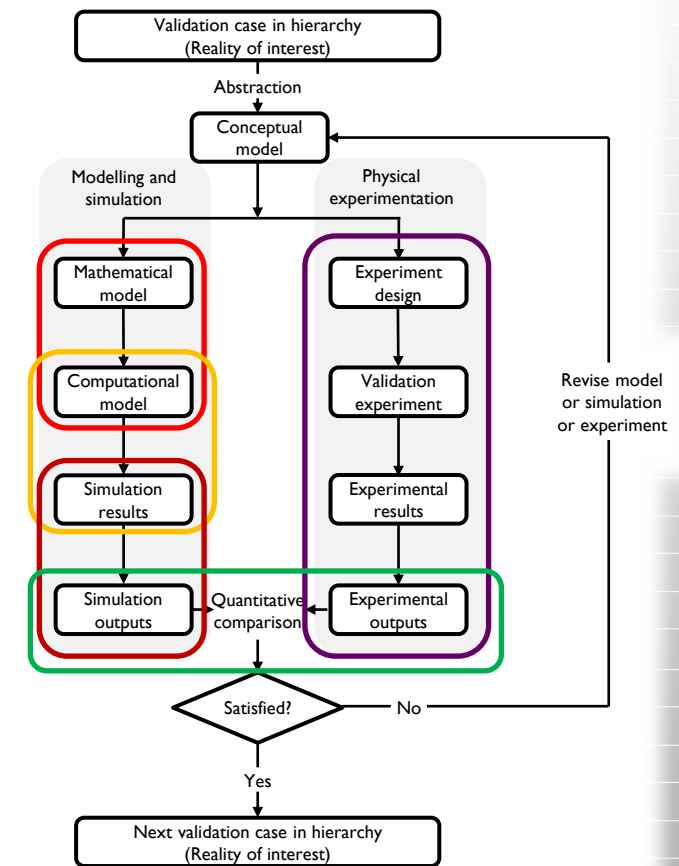 Validation case in hierarchy
(Reality of interest)
Abstraction
Conceptual
model
Modelling and
simulation
Physical
experimentation
Mathematical
model
Experiment
design
Computational
model
Validation
experiment
Revise model
or simulation
or experiment
Simulation
results
Experimental
results
Simulation
outputs
Quantitative
comparison
Experimental
outputs
Satisfied?
No
Yes
Next validation case in hierarchy
(Reality of interest)